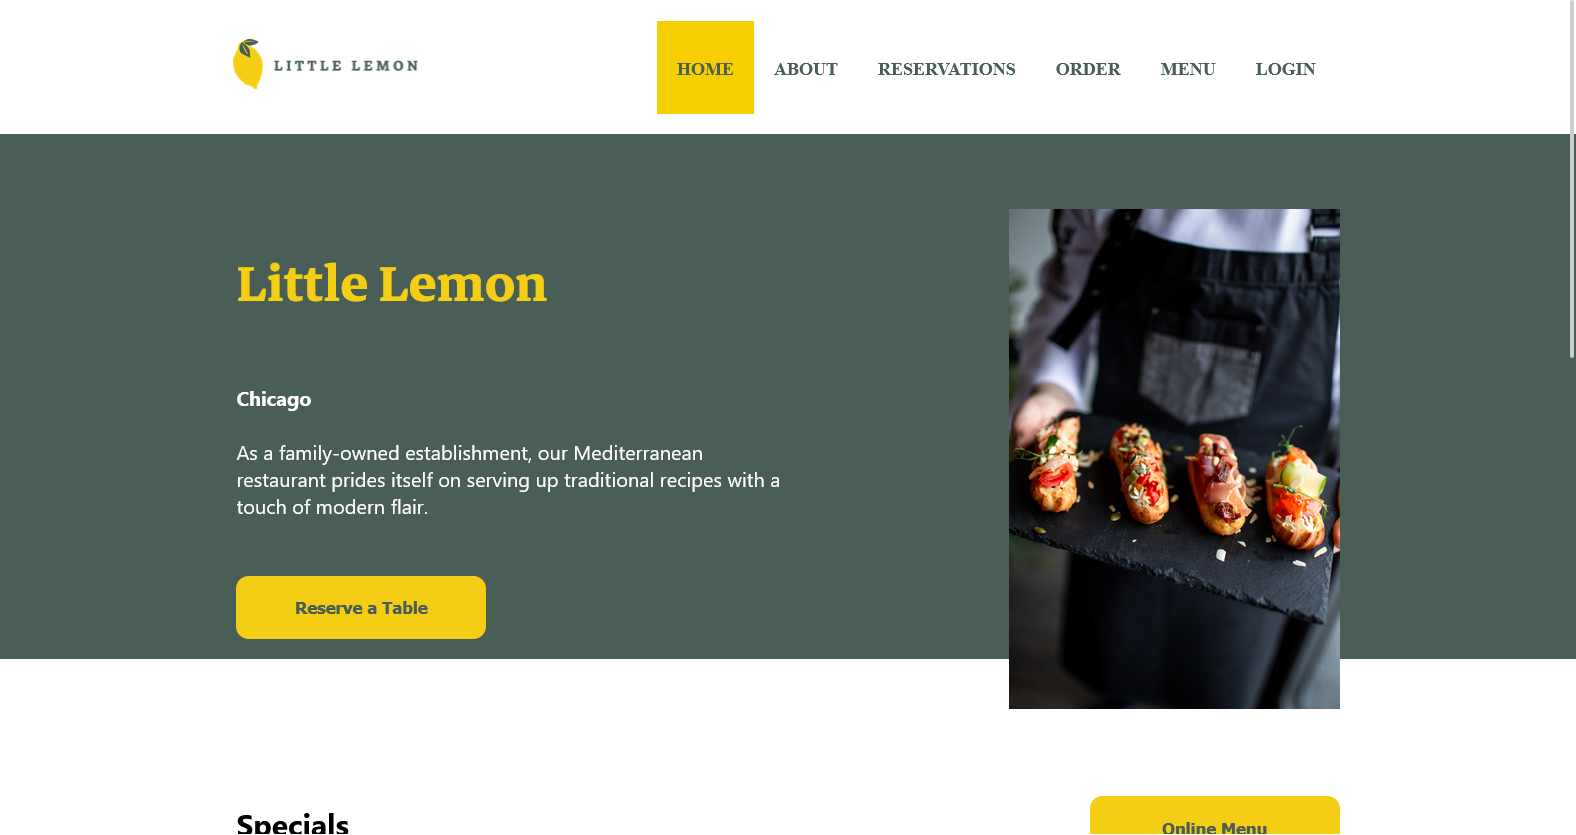 LITTLE LEMON
HOME ABOUT RESERVATIONS ORDER MENU LOGIN
Little Lemon
Chicago
As a family-owned establishment, our Mediterranean
restaurant prides itself on serving up traditional recipes with a
touch of modern flair.
Reserve a Table
Specials
Online Menu